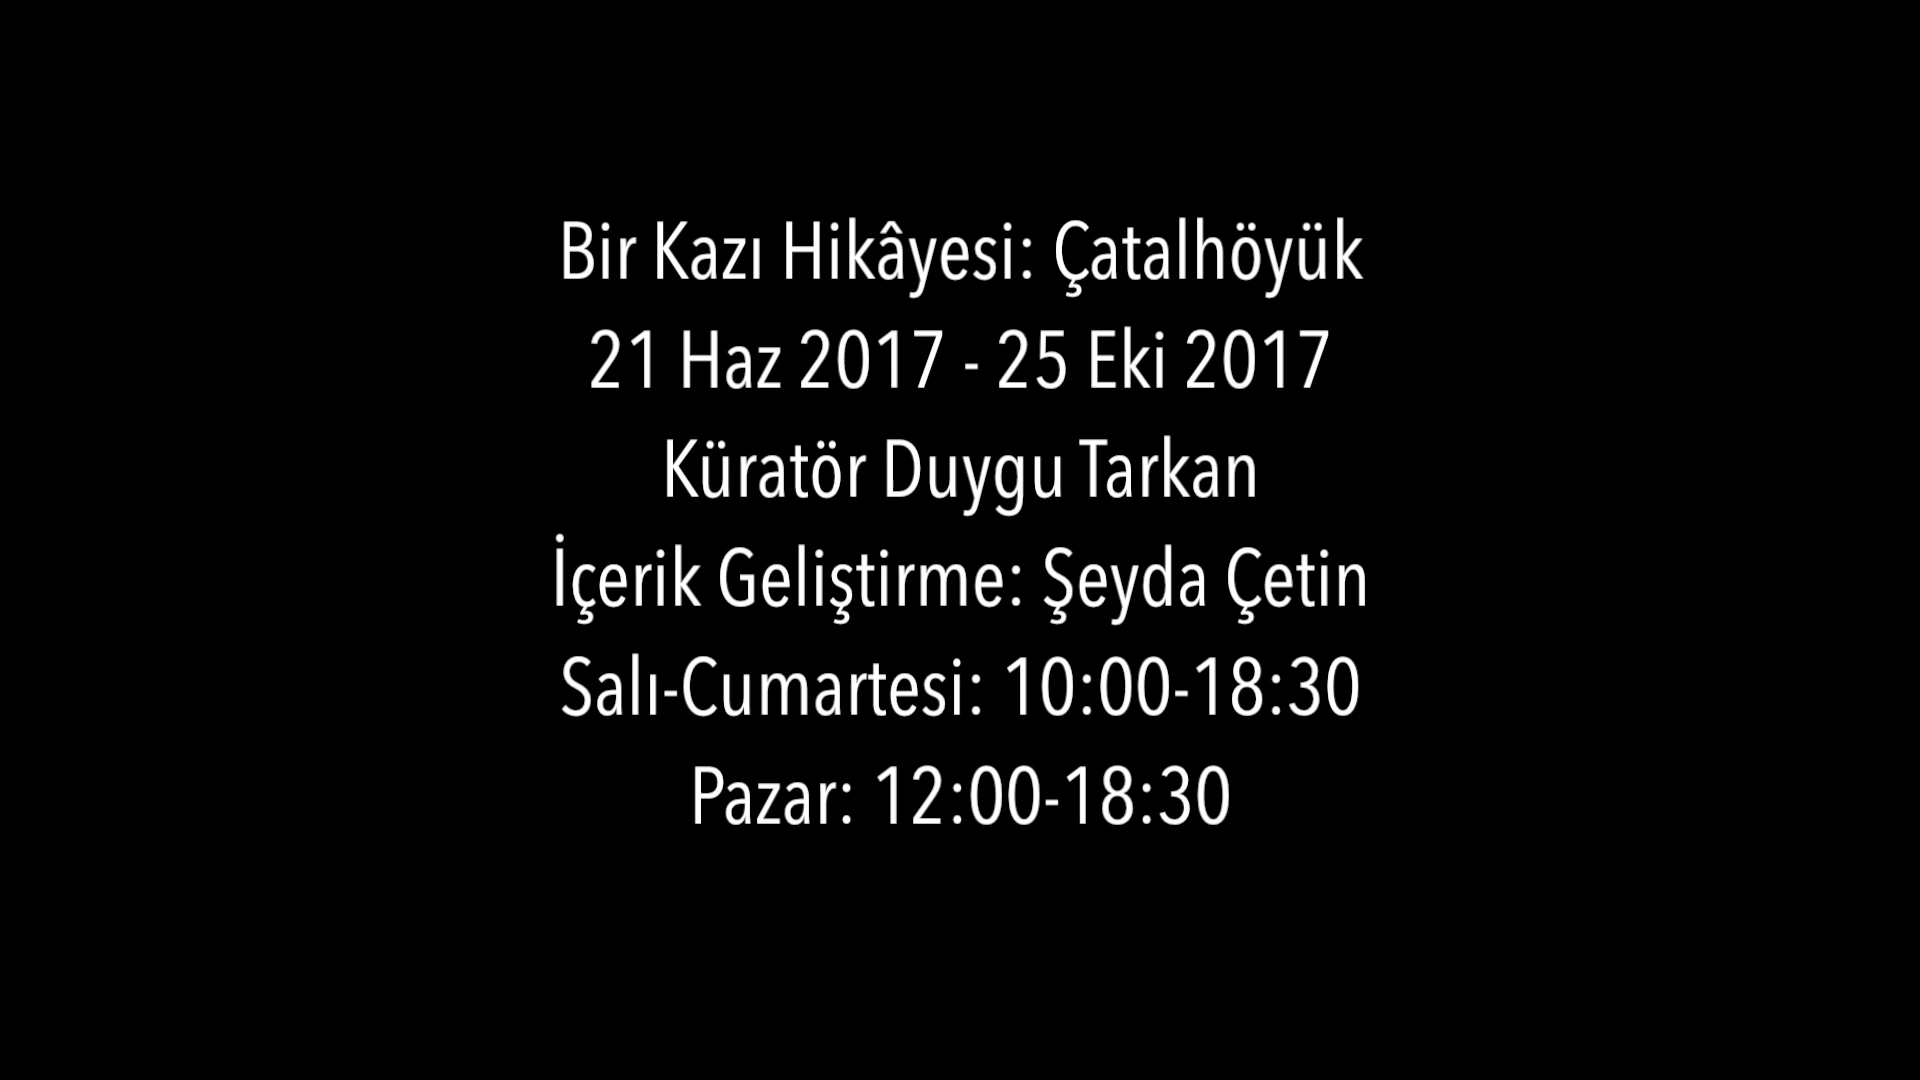 Bir Kazı Hikâyesi: Çatalhöyük
21 Haz 2017 - 25 Eki 2017
Küratör Duygu Tarkan
İçerik Geliştirme: Şeyda Çetin
Salı-Cumartesi: 10:00-18:30
Pazar: 12:00-18:30